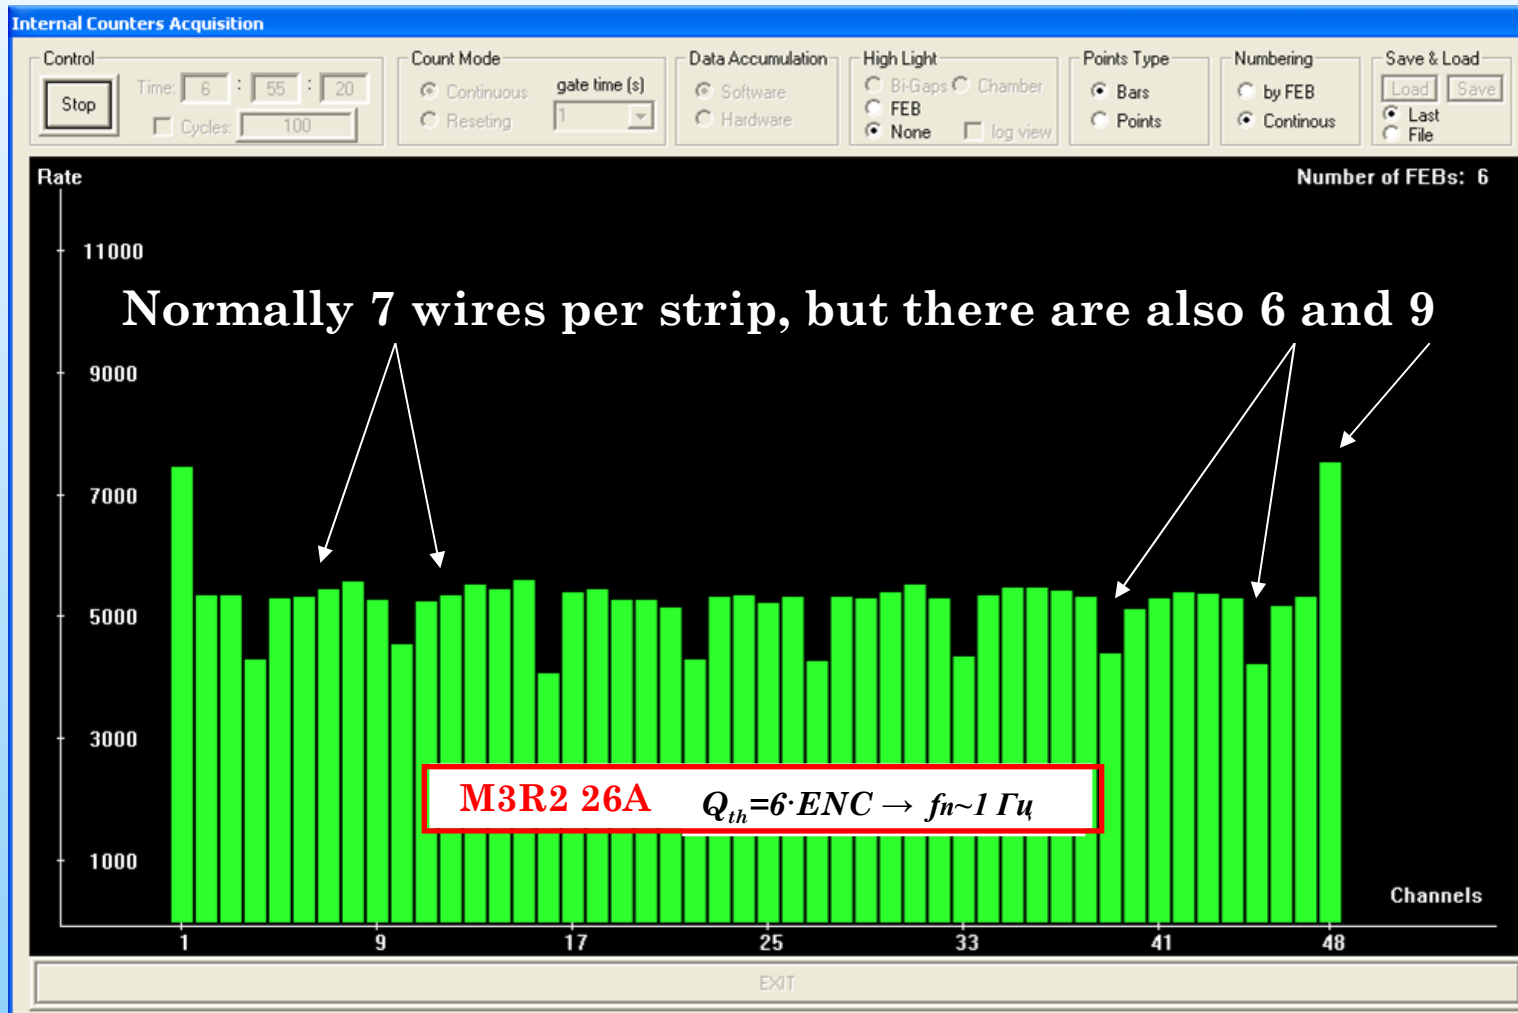 Internal Counters Acquisition
Control
Stop
Time: 6 : 55 : 20
Cycles: 100
Count Mode
Continuous
Reseting
gate time (s)
1
Data Accumulation
Software
Hardware
High Light
Bi-Gaps Chamber
FEB
None log view
Points Type
Bars
Points
Numbering
by FEB
Continous
Save & Load
Load Save
Last
File
Rate
Number of FEBs: 6
11000
Normally 7 wires per strip, but there are also 6 and 9
9000
7000
5000
3000
M3R2 26A Qth=6·ENC → fn~1 Гц
1000
Channels
1 9 17 25 33 41 48
EXIT